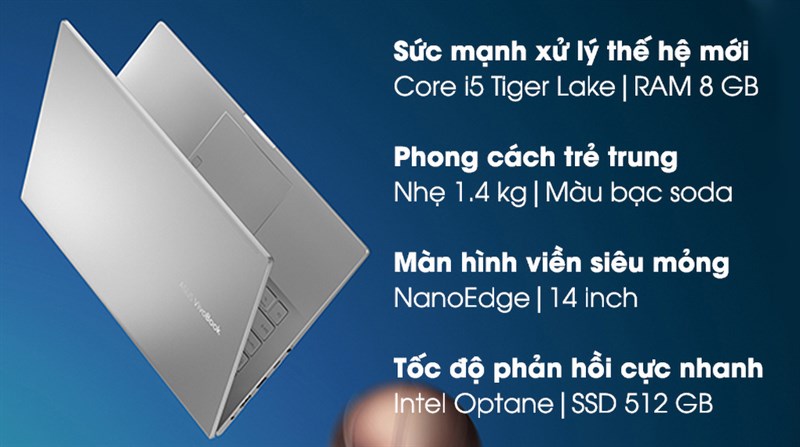 Sức mạnh xử lý thế hệ mới
Core i5 Tiger Lake | RAM 8 GB
Phong cách trẻ trung
Nhẹ 1.4 kg | Màu bạc soda
Màn hình viền siêu mỏng
NanoEdge | 14 inch
Tốc độ phản hồi cực nhanh
Intel Optane | SSD 512 GB
VivoBook